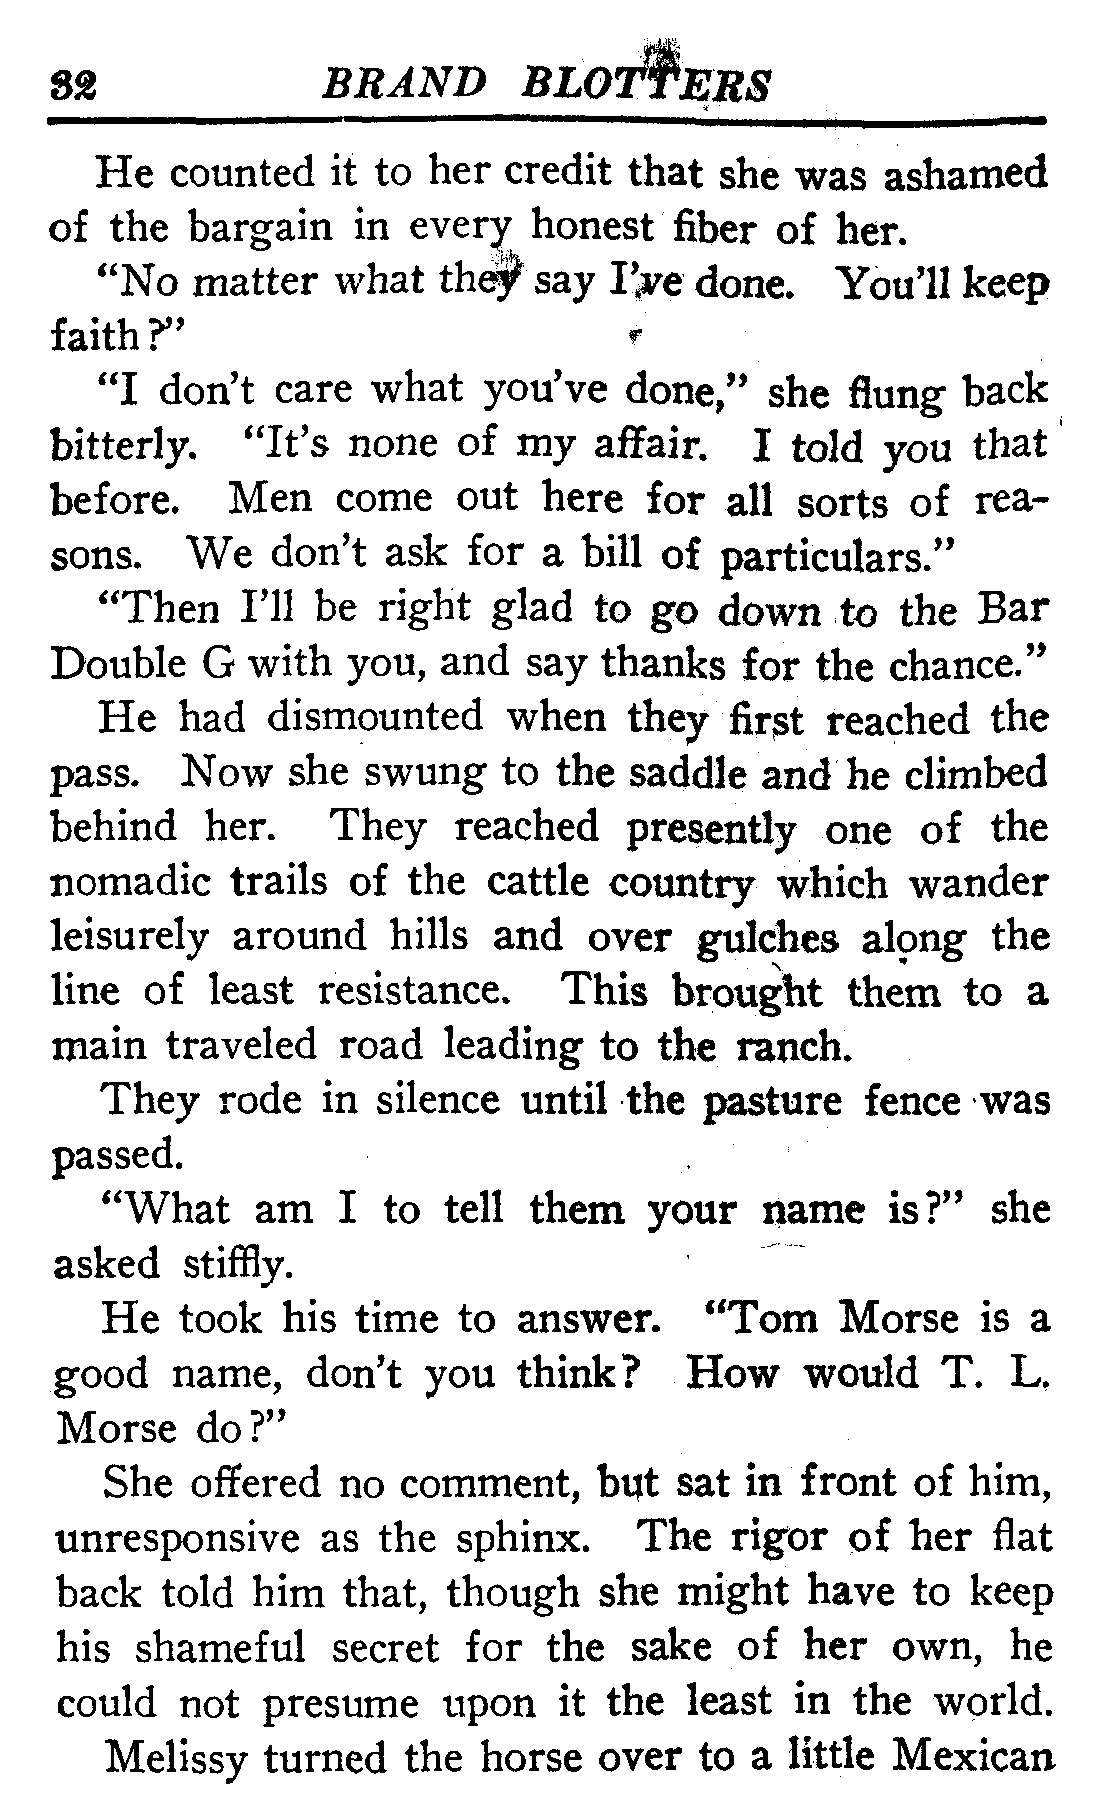 32 BRAND BLOTTERS
He counted it to her credit that she was ashamed
of the bargain in every honest fiber of her.
"No matter what they say I've done. You'll keep
faith?"
"I don't care what you've done," she flung back
bitterly. "It's none of my affair. I told you that
before. Men come out here for all sorts of rea-
sons. We don't ask for a bill of particulars."
"Then I'll be right glad to go down to the Bar
Double G with you, and say thanks for the chance."
He had dismounted when they first reached the
pass. Now she swung to the saddle and he climbed
behind her. They reached presently one of the
nomadic trails of the cattle country which wander
leisurely around hills and over gulches along the
line of least resistance. This brought them to a
main traveled road leading to the ranch.
They rode in silence until the pasture fence was
passed.
"What am I to tell them your name is?" she
asked stiffly.
He took his time to answer. "Tom Morse is a
good name, don't you think? How would T. L.
Morse do?"
She offered no comment, but sat in front of him,
unresponsive as the sphinx. The rigor of her flat
back told him that, though she might have to keep
his shameful secret for the sake of her own, he
could not presume upon it the least in the world.
Melissy turned the horse over to a little Mexican